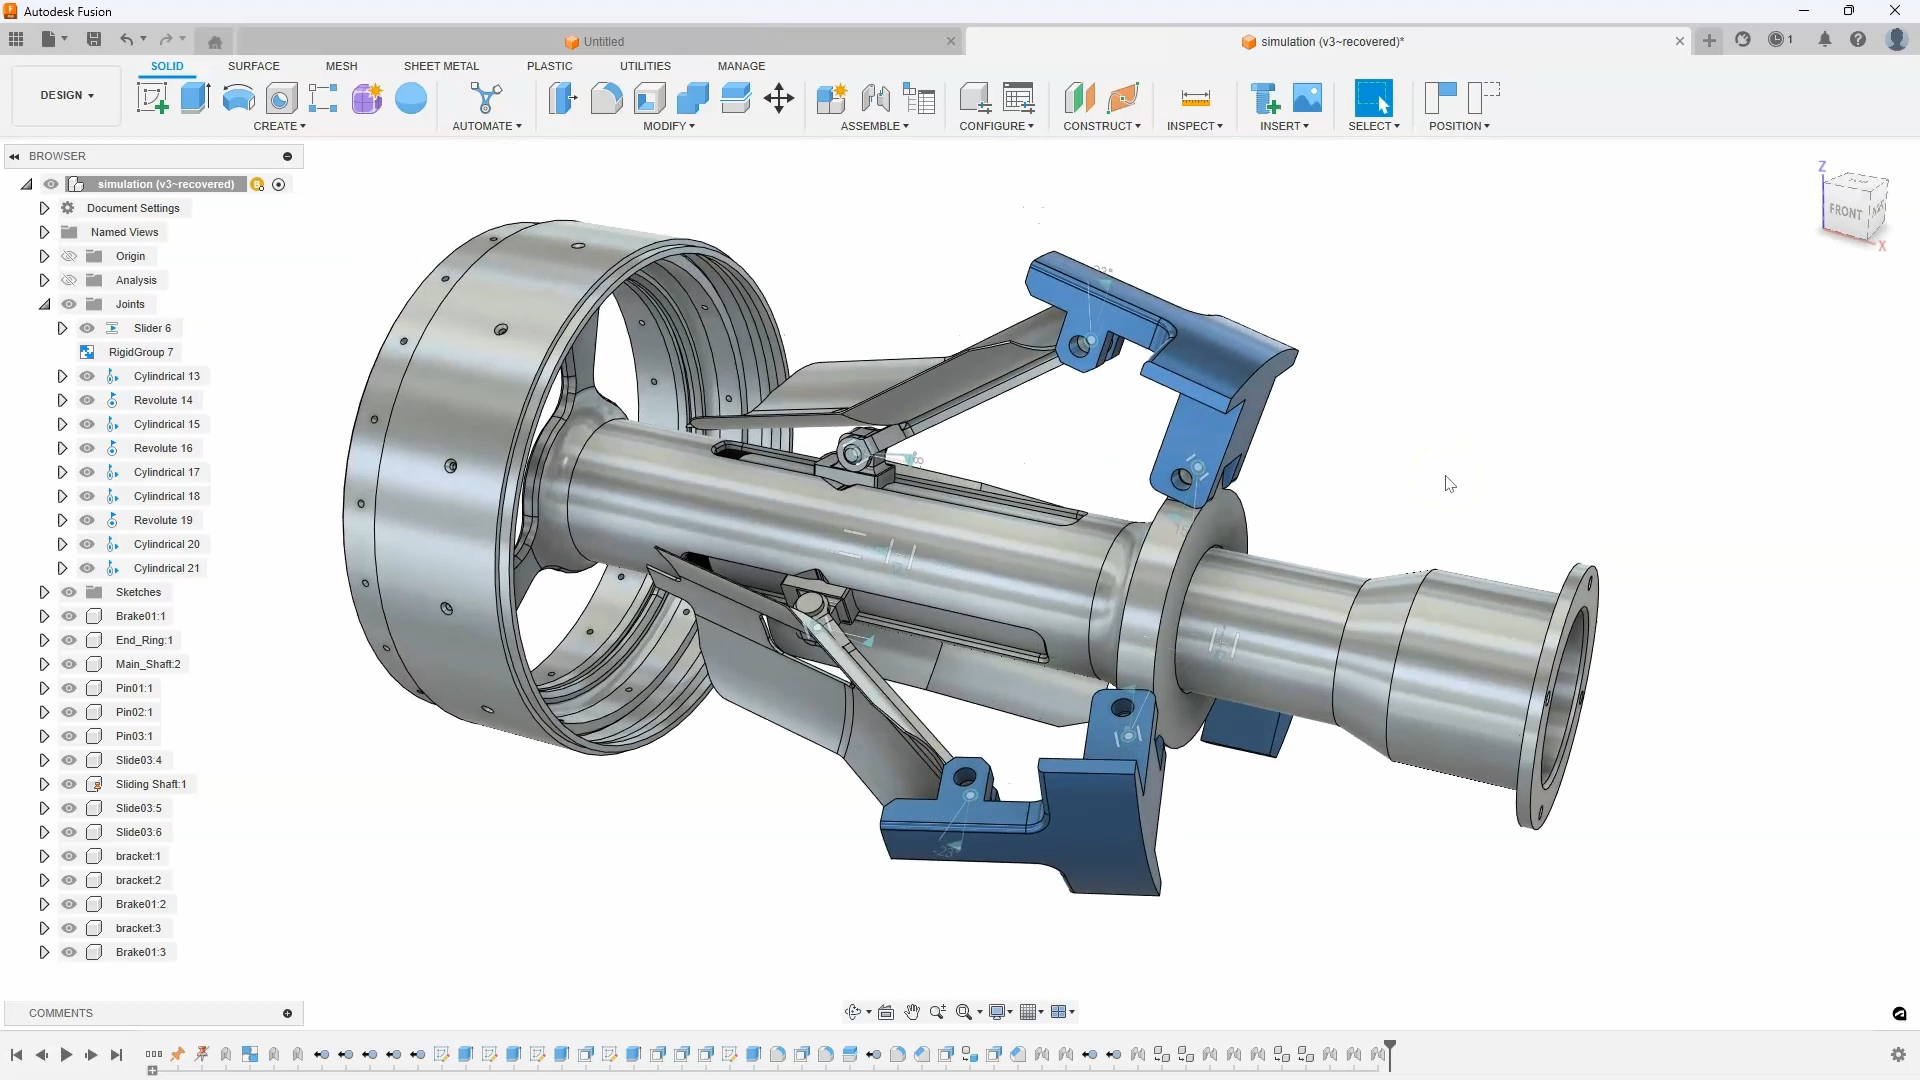 Autodesk Fusion
Untitled
simulation (v3~recovered)*
1
DESIGN
SOLID SURFACE MESH SHEET METAL PLASTIC UTILITIES MANAGE
CREATE AUTOMATE MODIFY ASSEMBLE CONFIGURE CONSTRUCT INSPECT INSERT SELECT POSITION
BROWSER
simulation (v3~recovered)
Document Settings
Named Views
Origin
Analysis
Joints
Slider 6
RigidGroup 7
Cylindrical 13
Revolute 14
Cylindrical 15
Revolute 16
Cylindrical 17
Cylindrical 18
Revolute 19
Cylindrical 20
Cylindrical 21
Sketches
Brake01:1
End_Ring:1
Main_Shaft:2
Pin01:1
Pin02:1
Pin03:1
Slide03:4
Sliding Shaft:1
Slide03:5
Slide03:6
bracket:1
bracket:2
Brake01:2
bracket:3
Brake01:3
Z
FRONT
X
COMMENTS